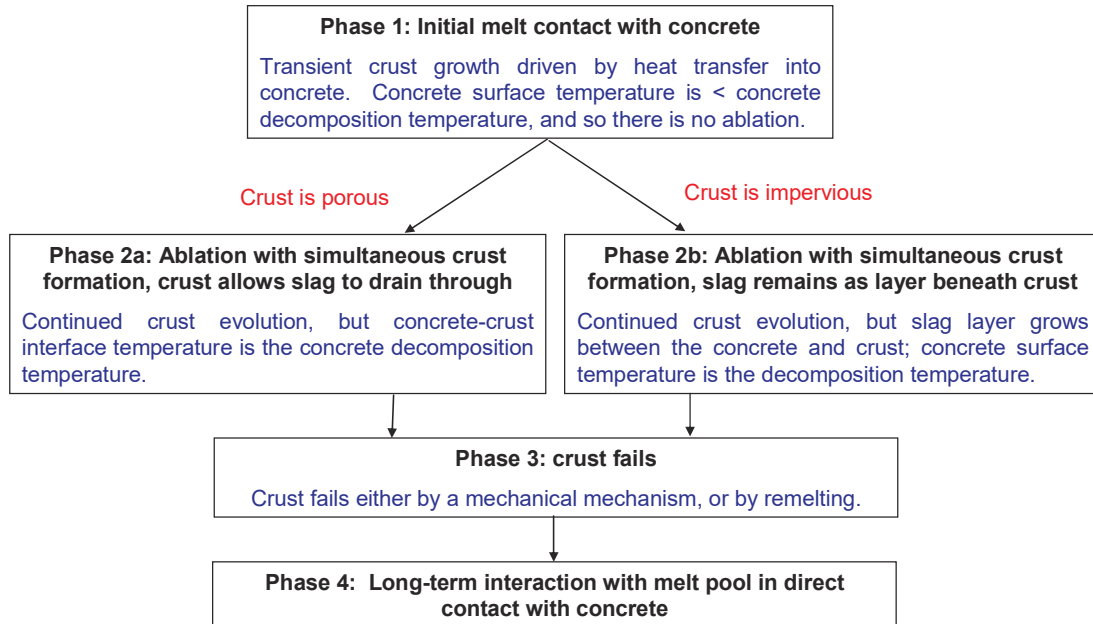 Phase 1: Initial melt contact with concrete
Transient crust growth driven by heat transfer into
concrete. Concrete surface temperature is < concrete
decomposition temperature, and so there is no ablation.
Crust is porous
Crust is impervious
Phase 2a: Ablation with simultaneous crust
formation, crust allows slag to drain through
Continued crust evolution, but concrete-crust
interface temperature is the concrete decomposition
temperature.
Phase 2b: Ablation with simultaneous crust
formation, slag remains as layer beneath crust
Continued crust evolution, but slag layer grows
between the concrete and crust; concrete surface
temperature is the decomposition temperature.
Phase 3: crust fails
Crust fails either by a mechanical mechanism, or by remelting.
Phase 4: Long-term interaction with melt pool in direct
contact with concrete